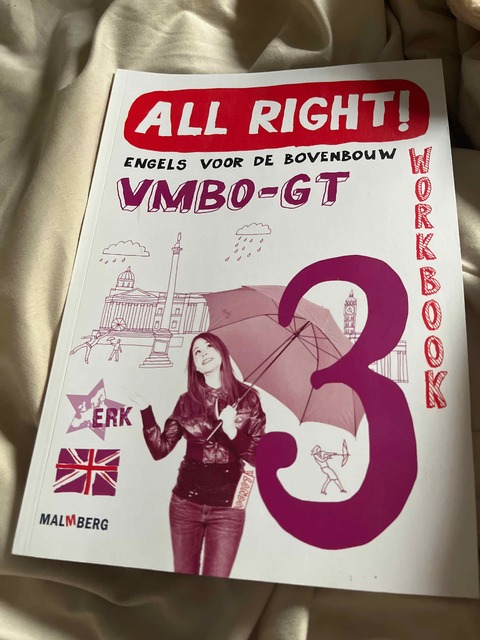 ALL RIGHT!
ENGELS VOOR DE BOVENBOUW
VMBO-GT
WORKBOOK
3
ERK
MALMBERG